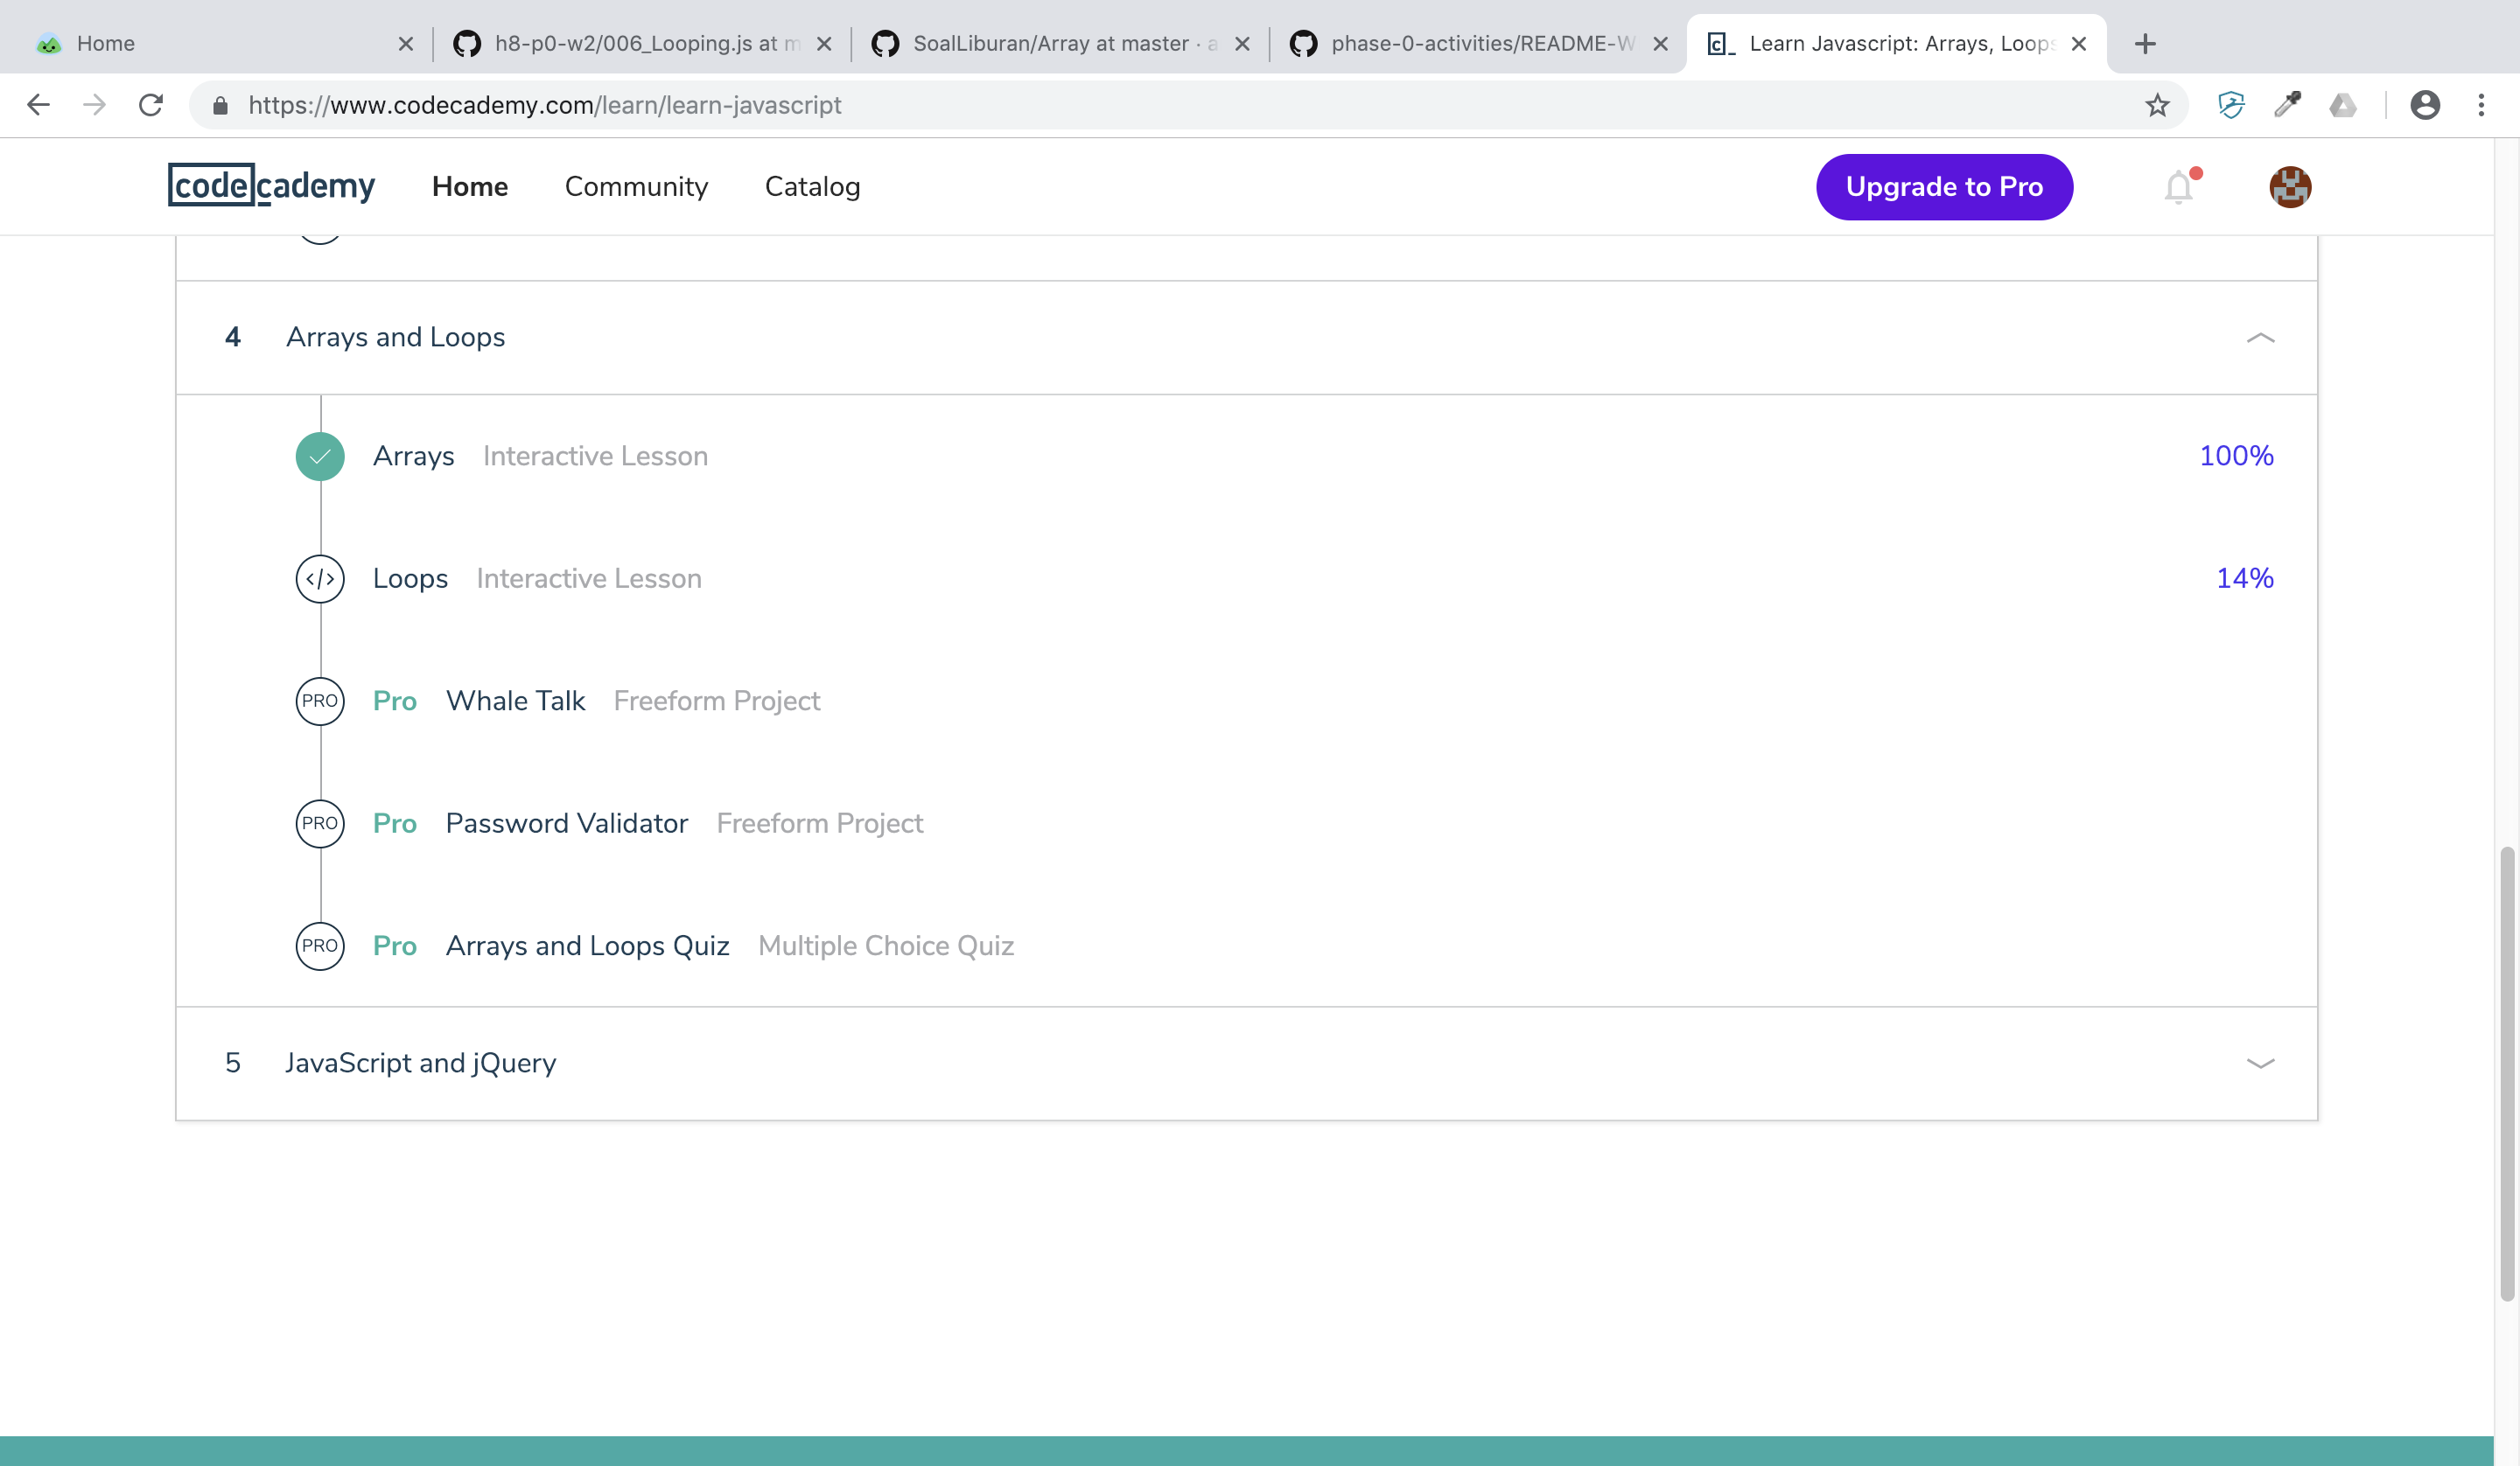 Home
h8-p0-w2/006_Looping.js at m
SoalLiburan/Array at master · a
phase-0-activities/README-W
Learn Javascript: Arrays, Loops
https://www.codecademy.com/learn/learn-javascript
codecademy
Home
Community
Catalog
Upgrade to Pro
4 Arrays and Loops
Arrays Interactive Lesson 100%
</> Loops Interactive Lesson 14%
PRO Pro Whale Talk Freeform Project
PRO Pro Password Validator Freeform Project
PRO Pro Arrays and Loops Quiz Multiple Choice Quiz
5 JavaScript and jQuery